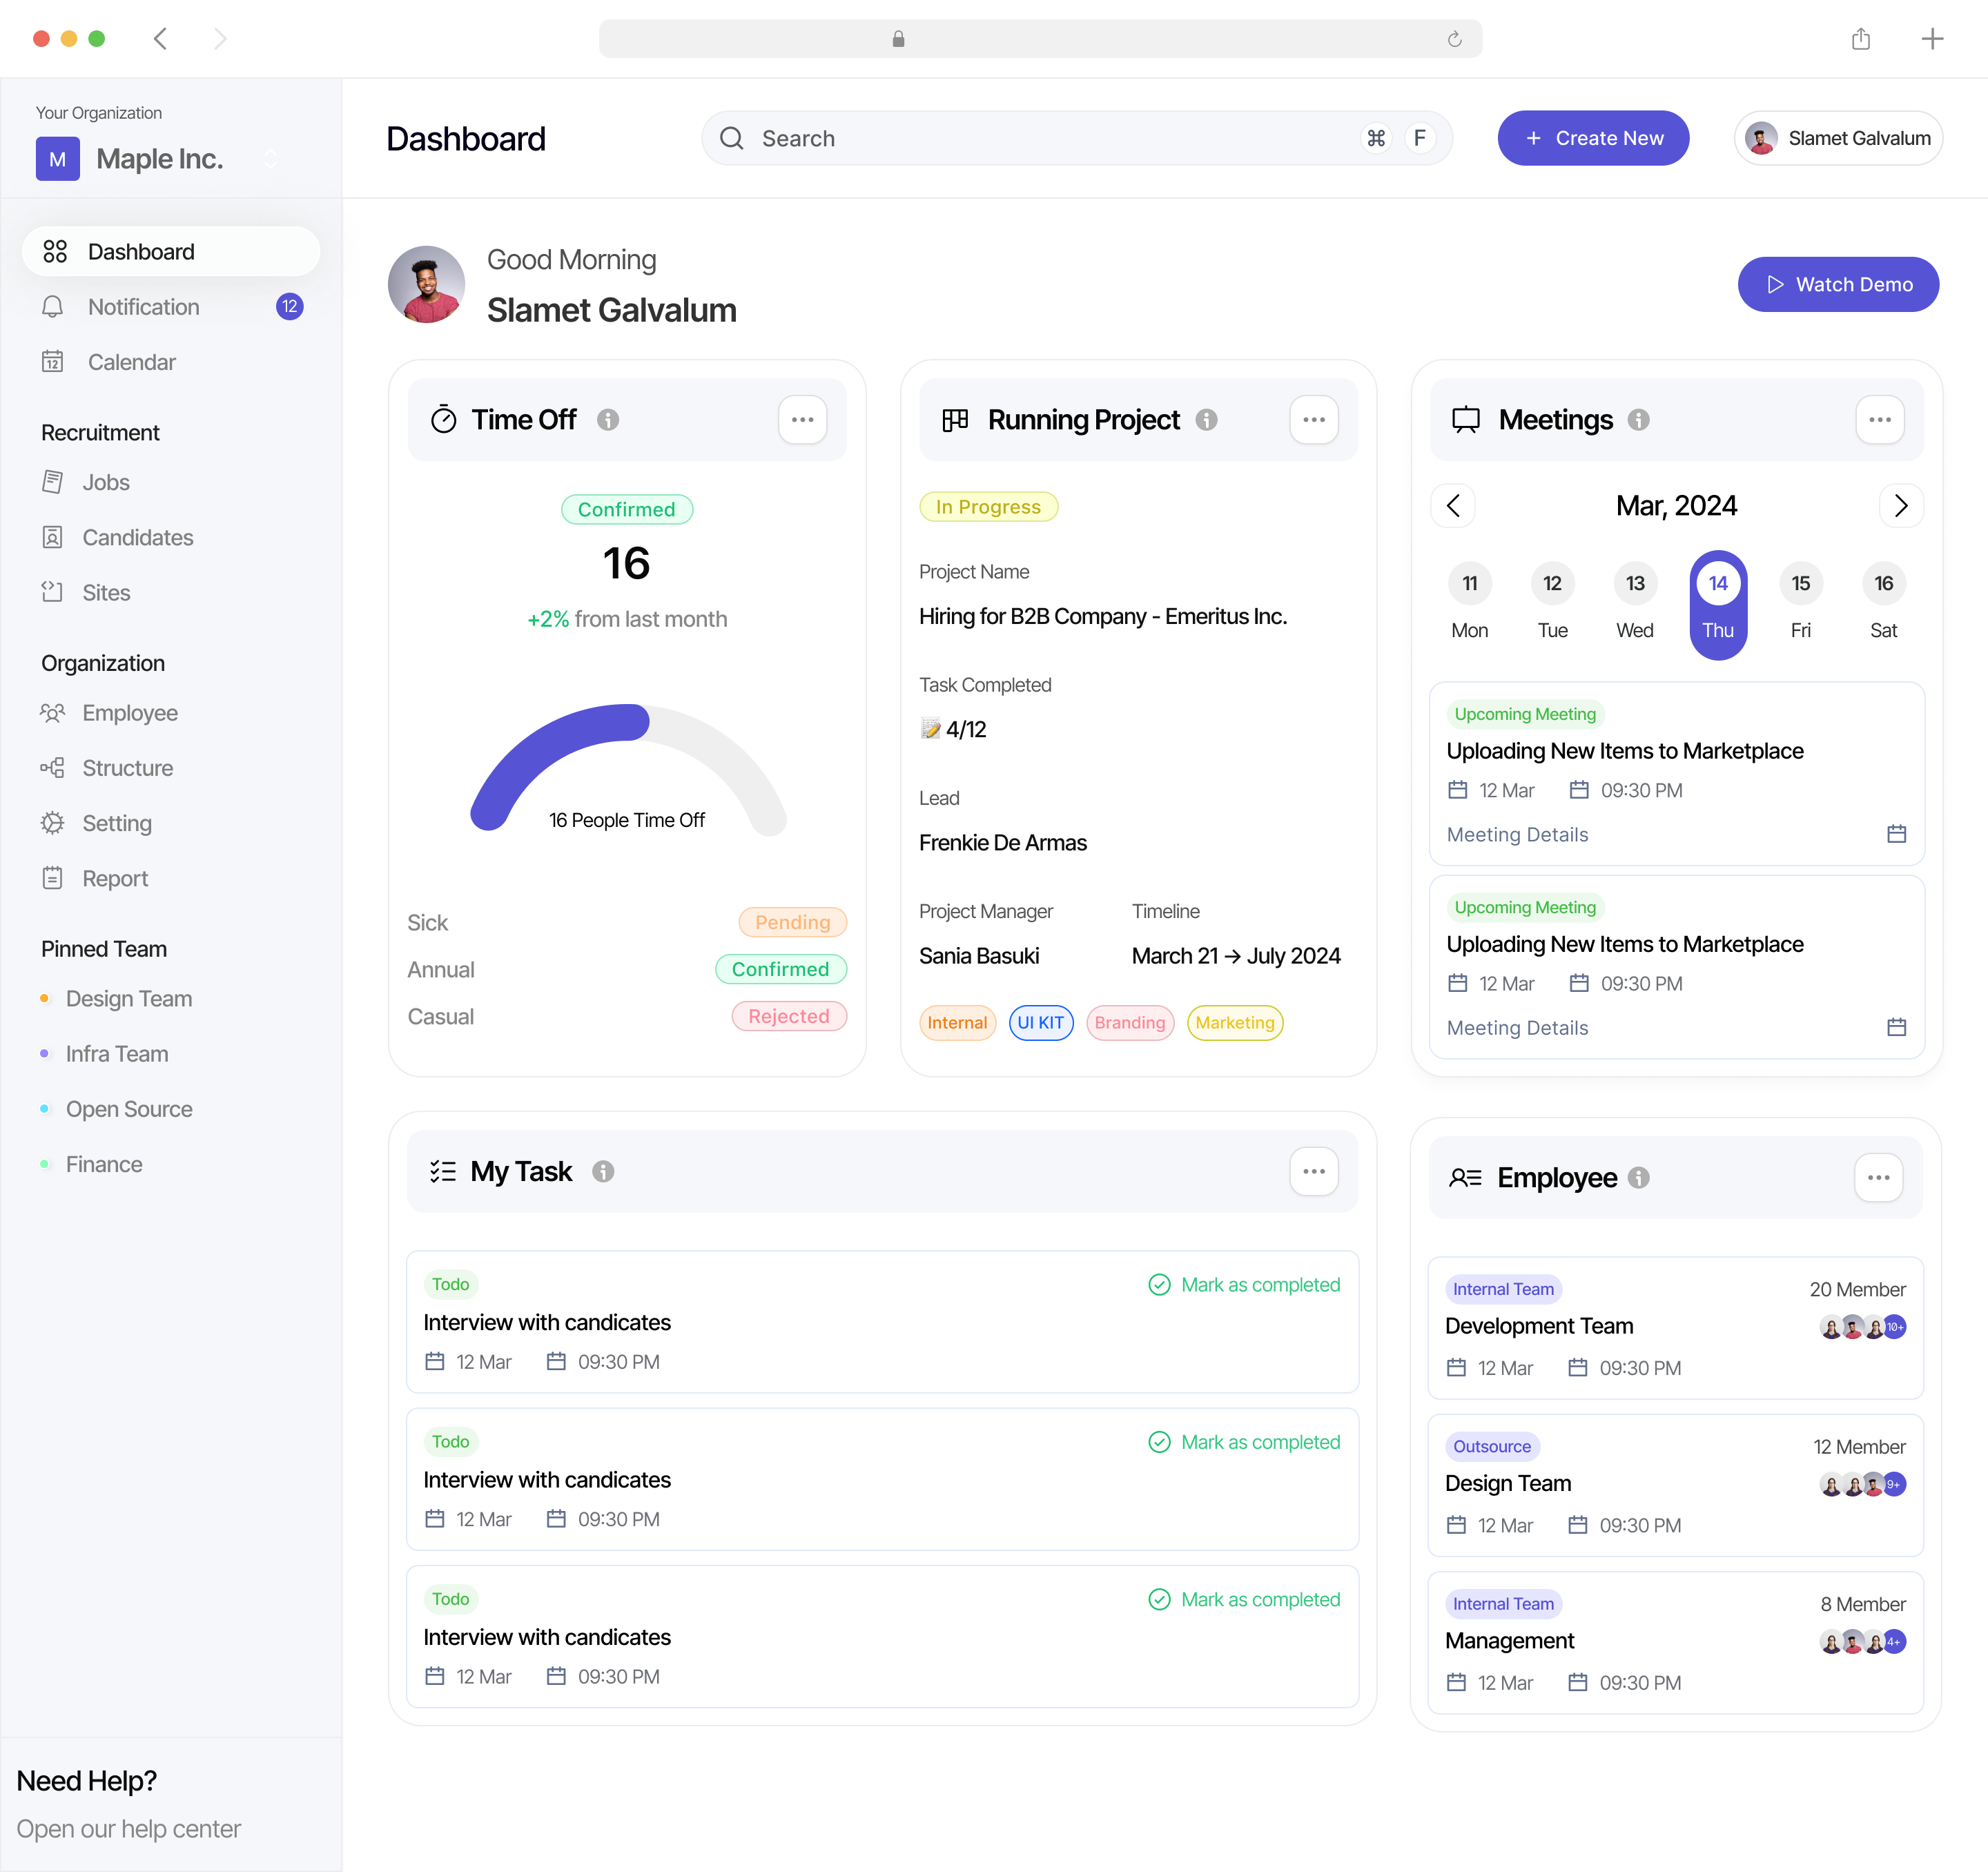 Your Organization
M Maple Inc.
Dashboard
Notification 12
Calendar
Recruitment
Jobs
Candidates
Sites
Organization
Employee
Structure
Setting
Report
Pinned Team
Design Team
Infra Team
Open Source
Finance
Need Help?
Open our help center
Dashboard
Search ⌘ F
+ Create New
Slamet Galvalum
Good Morning
Slamet Galvalum
Watch Demo
Time Off
Confirmed
16
+2% from last month
16 People Time Off
Sick Pending
Annual Confirmed
Casual Rejected
Running Project
In Progress
Project Name
Hiring for B2B Company - Emeritus Inc.
Task Completed
📝 4/12
Lead
Frenkie De Armas
Project Manager Timeline
Sania Basuki March 21 → July 2024
Internal UI KIT Branding Marketing
Meetings
Mar, 2024
11 12 13 14 15 16
Mon Tue Wed Thu Fri Sat
Upcoming Meeting
Uploading New Items to Marketplace
12 Mar 09:30 PM
Meeting Details
Upcoming Meeting
Uploading New Items to Marketplace
12 Mar 09:30 PM
Meeting Details
My Task
Todo Mark as completed
Interview with candicates
12 Mar 09:30 PM
Todo Mark as completed
Interview with candicates
12 Mar 09:30 PM
Todo Mark as completed
Interview with candicates
12 Mar 09:30 PM
Employee
Internal Team 20 Member
Development Team 10+
12 Mar 09:30 PM
Outsource 12 Member
Design Team 9+
12 Mar 09:30 PM
Internal Team 8 Member
Management 4+
12 Mar 09:30 PM